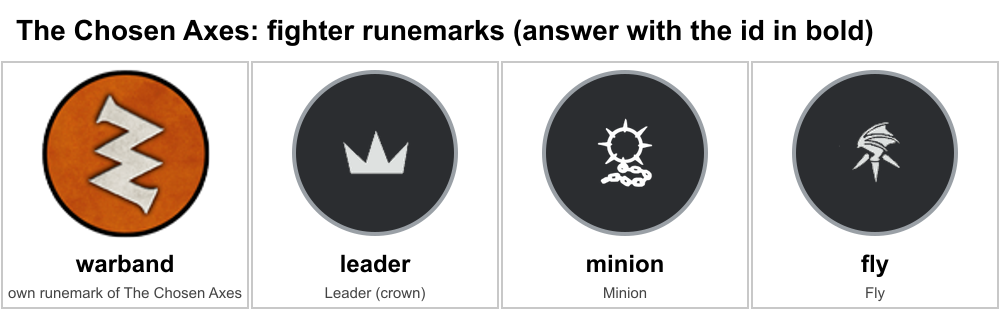 The Chosen Axes: fighter runemarks (answer with the id in bold)
warband
own runemark of The Chosen Axes
leader
Leader (crown)
minion
Minion
fly
Fly